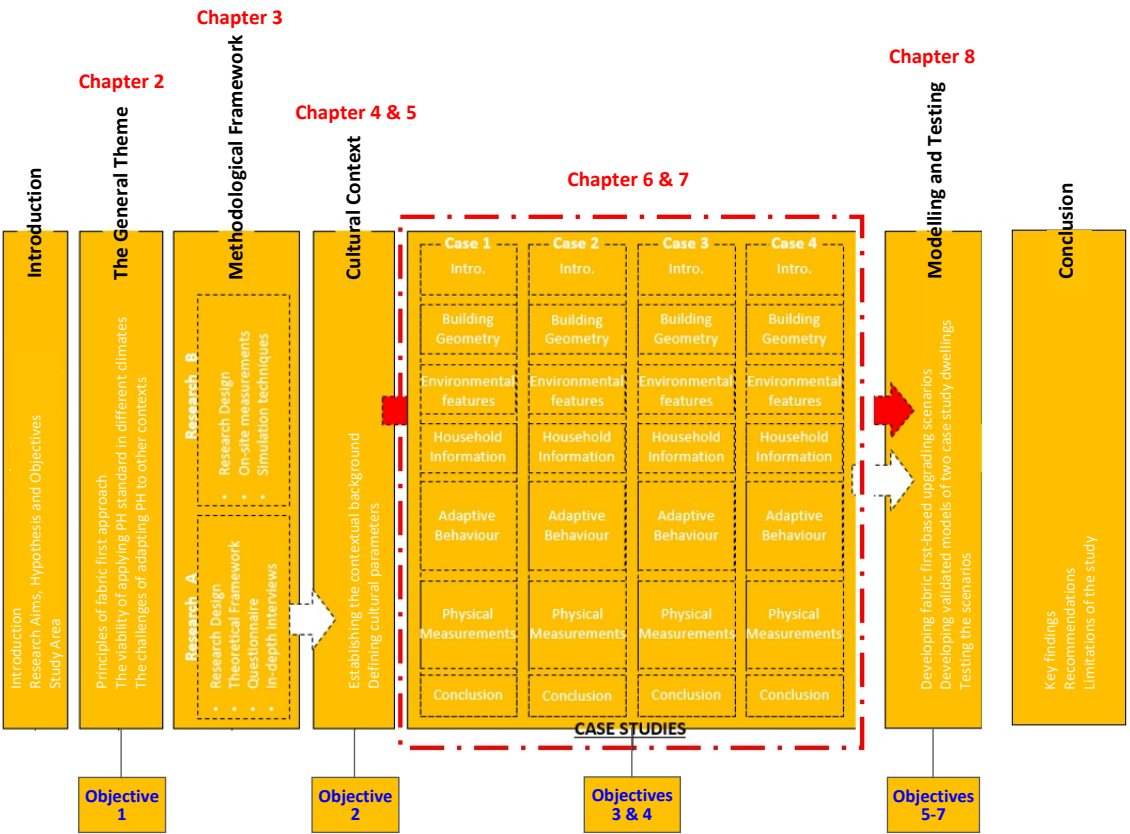 Chapter 3
Chapter 2
Chapter 8
Chapter 4 & 5
Chapter 6 & 7
Introduction
Introduction
Research Aims, Hypothesis and Objectives
Study Area
The General Theme
Principles of fabric first approach
The viability of applying PH standard in different climates
The challenges of adapting PH to other contexts
Methodological Framework
Research B
Research Design
• On-site measurements
• Simulation techniques
•
Research A
Research Design
• Theoretical Framework
• Questionnaire
• In-depth interviews
•
Cultural Context
Establishing the contextual background
Defining cultural parameters
Case 1
Intro.
Building
Geometry
Environmental
features
Household
Information
Adaptive
Behaviour
Physical
Measurements
Conclusion
Case 2
Intro.
Building
Geometry
Environmental
features
Household
Information
Adaptive
Behaviour
Physical
Measurements
Conclusion
Case 3
Intro.
Building
Geometry
Environmental
features
Household
Information
Adaptive
Behaviour
Physical
Measurements
Conclusion
Case 4
Intro.
Building
Geometry
Environmental
features
Household
Information
Adaptive
Behaviour
Physical
Measurements
Conclusion
CASE STUDIES
Modelling and Testing
Developing fabric first-based upgrading scenarios
Developing validated models of two case study dwellings
Testing the scenarios
Conclusion
Key findings
Recommendations
Limitations of the study
Objective
1
Objective
2
Objectives
3 & 4
Objectives
5-7